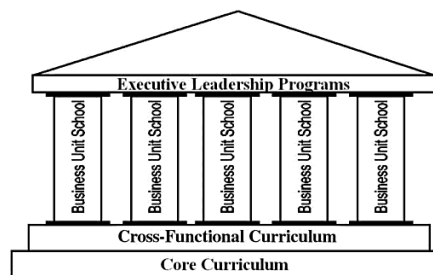 Executive Leadership Programs
Business Unit School
Business Unit School
Business Unit School
Business Unit School
Business Unit School
Cross-Functional Curriculum
Core Curriculum